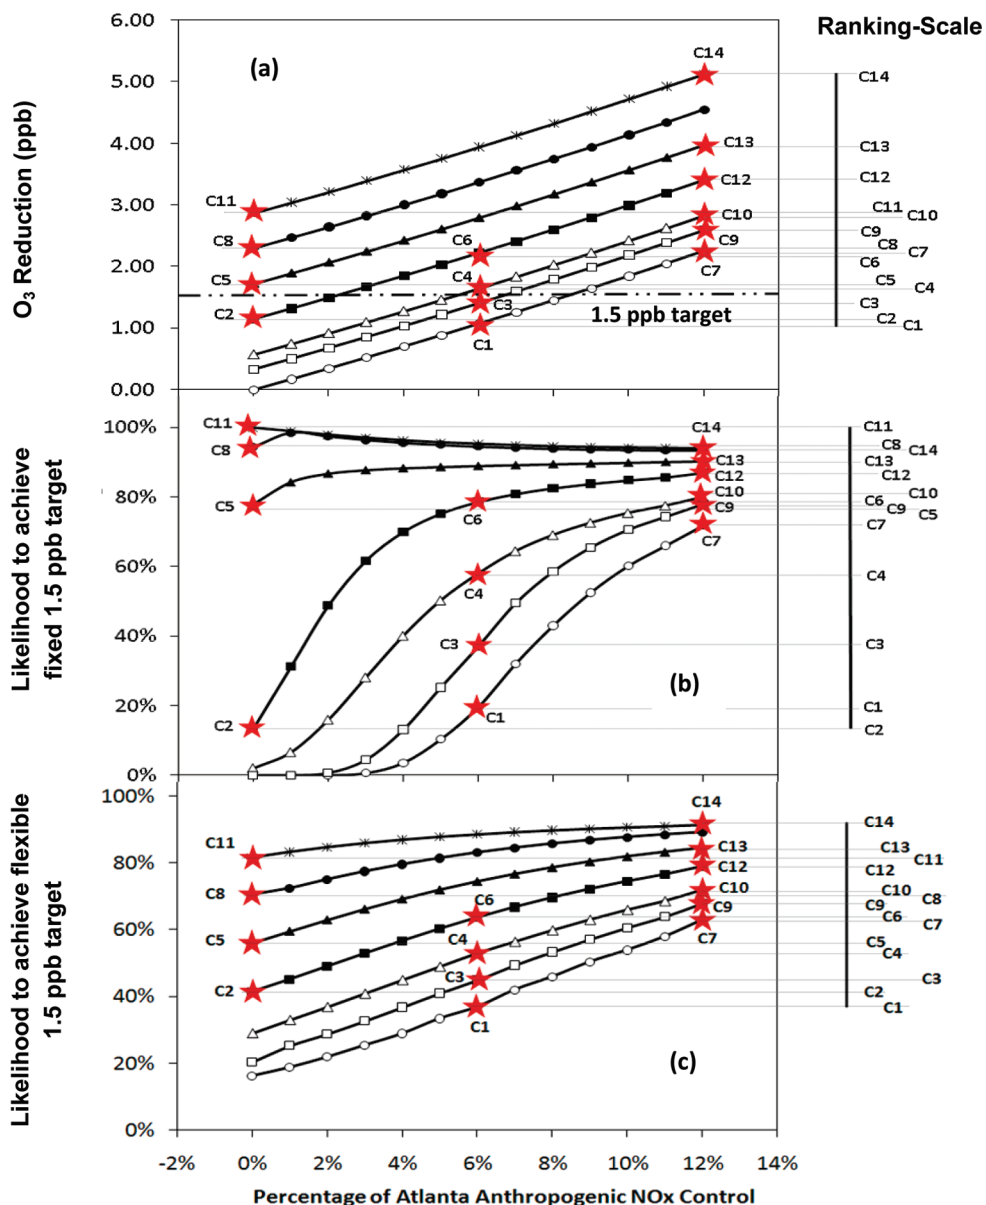 Ranking-Scale
6.00
5.00
4.00
3.00
2.00
1.00
0.00
O3 Reduction (ppb)
(a)
C14
C11
C13
C8
C12
C6
C10
C5
C4
C9
C7
C2
C3
1.5 ppb target
C1
C14
C13
C12
C11
C10
C9
C8
C7
C6
C5
C4
C3
C2
C1
100%
80%
60%
40%
20%
0%
Likelihood to achieve
fixed 1.5 ppb target
(b)
C11
C14
C8
C13
C12
C10
C5
C6
C9
C7
C4
C3
C2
C1
C11
C8
C14
C13
C12
C10
C6
C9
C5
C7
C4
C3
C1
C2
100%
80%
60%
40%
20%
0%
Likelihood to achieve flexible
1.5 ppb target
(c)
C14
C11
C13
C12
C8
C10
C6
C9
C5
C4
C7
C3
C2
C1
C14
C13
C11
C12
C10
C8
C9
C6
C7
C5
C4
C3
C2
C1
-2%
0%
2%
4%
6%
8%
10%
12%
14%
Percentage of Atlanta Anthropogenic NOx Control